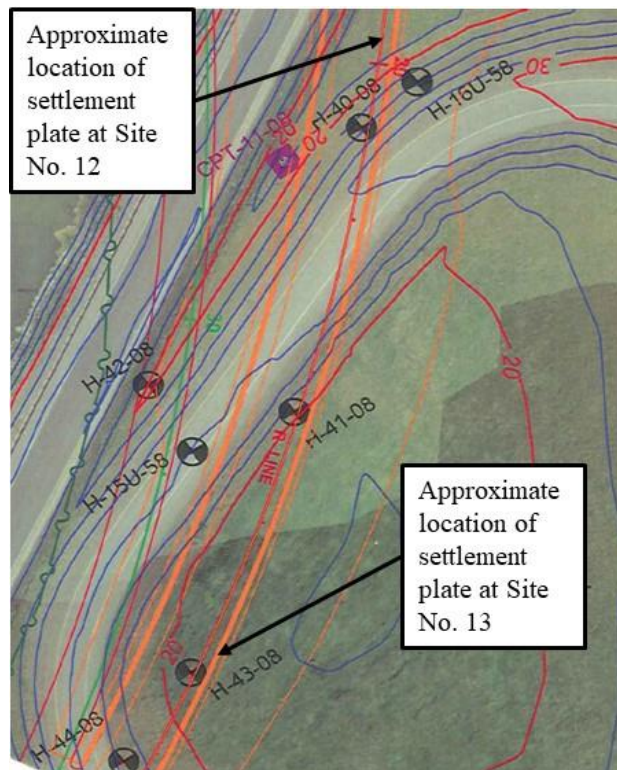 Approximate
location of
settlement
plate at Site
No. 12
30
H-16U-58
30
H-40-08
20
20
CPT-11-08
20
H-42-08
H-41-08
H-15U-58
"R" LINE
Approximate
location of
settlement
plate at Site
No. 13
20
H-43-08
H-44-08